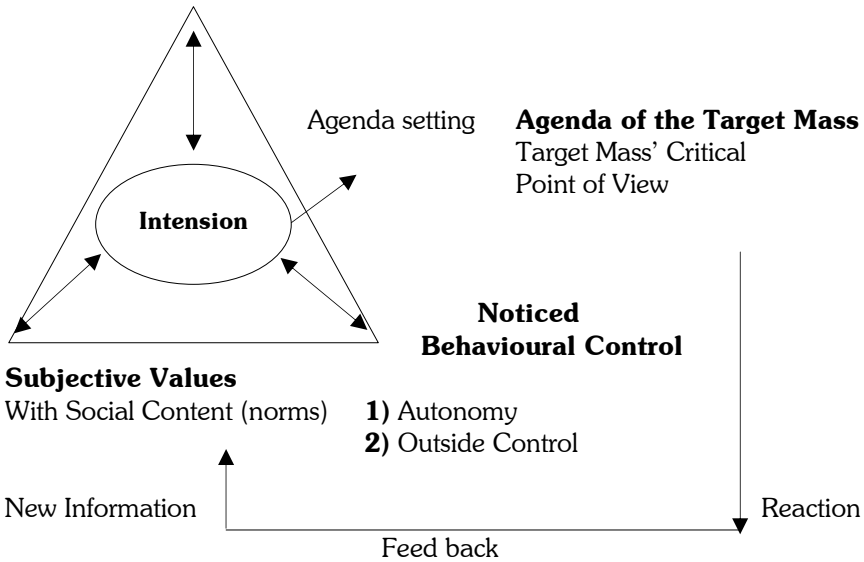 Agenda setting
Agenda of the Target Mass
Target Mass' Critical
Point of View
Intension
Noticed
Behavioural Control
Subjective Values
With Social Content (norms)
1) Autonomy
2) Outside Control
New Information
Reaction
Feed back